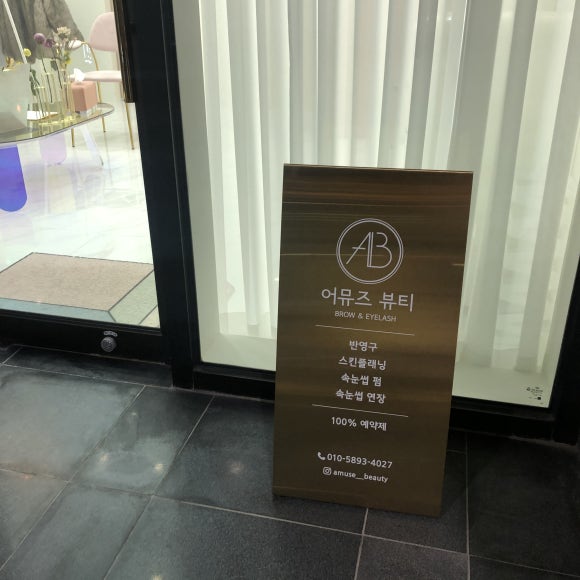 AB
어뮤즈 뷰티
BROW & EYELASH
반영구
스킨플래닝
속눈썹 펌
속눈썹 연장
100% 예약제
010-5893-4027
amuse__beauty